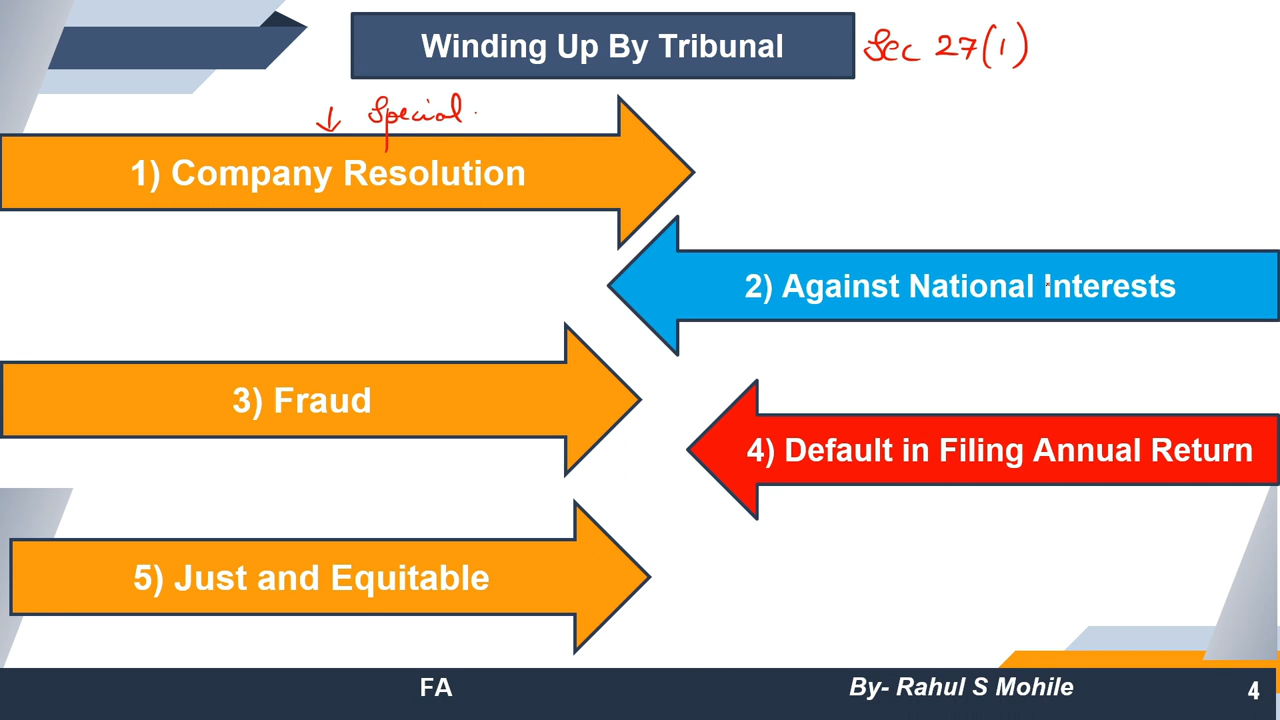 Winding Up By Tribunal Sec 27(1)
↓ Special
1) Company Resolution
2) Against National Interests
3) Fraud
4) Default in Filing Annual Return
5) Just and Equitable
FA By- Rahul S Mohile 4